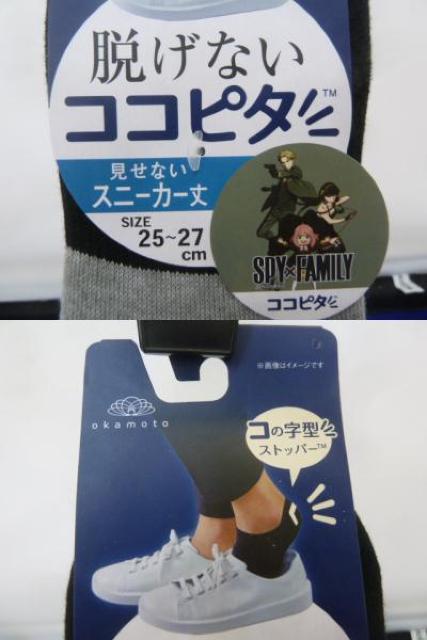 脱げない
ココピタ™
見せない
スニーカー丈
SIZE
25~27
cm
SPY×FAMILY
ココピタ
※画像はイメージです
okamoto
コの字型
ストッパー™